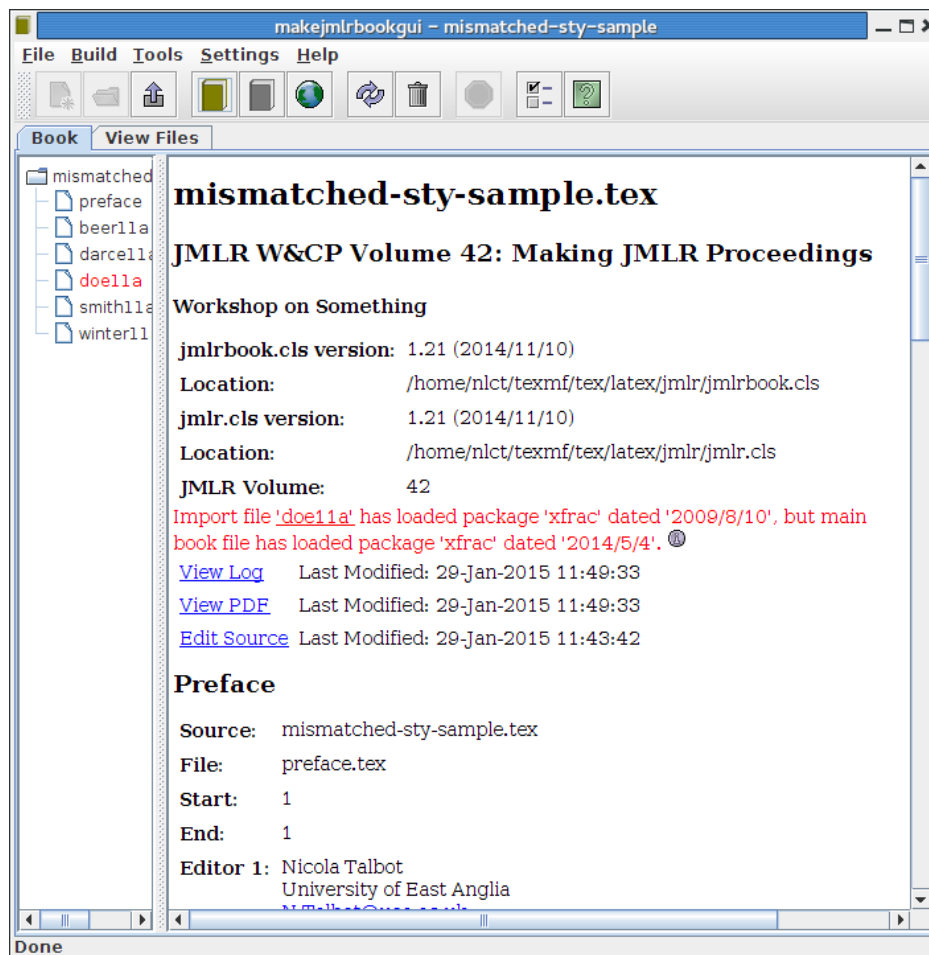 makejmlrbookgui – mismatched-sty-sample
File Build Tools Settings Help
Book View Files
mismatched
preface
beer11a
darcella
doe11a
smith11a
winter11
mismatched-sty-sample.tex
JMLR W&CP Volume 42: Making JMLR Proceedings
Workshop on Something
jmlrbook.cls version: 1.21 (2014/11/10)
Location: /home/nlct/texmf/tex/latex/jmlr/jmlrbook.cls
jmlr.cls version: 1.21 (2014/11/10)
Location: /home/nlct/texmf/tex/latex/jmlr/jmlr.cls
JMLR Volume: 42
Import file 'doe11a' has loaded package 'xfrac' dated '2009/8/10', but main
book file has loaded package 'xfrac' dated '2014/5/4'.
View Log Last Modified: 29-Jan-2015 11:49:33
View PDF Last Modified: 29-Jan-2015 11:49:33
Edit Source Last Modified: 29-Jan-2015 11:43:42
Preface
Source: mismatched-sty-sample.tex
File: preface.tex
Start: 1
End: 1
Editor 1: Nicola Talbot
University of East Anglia
Done